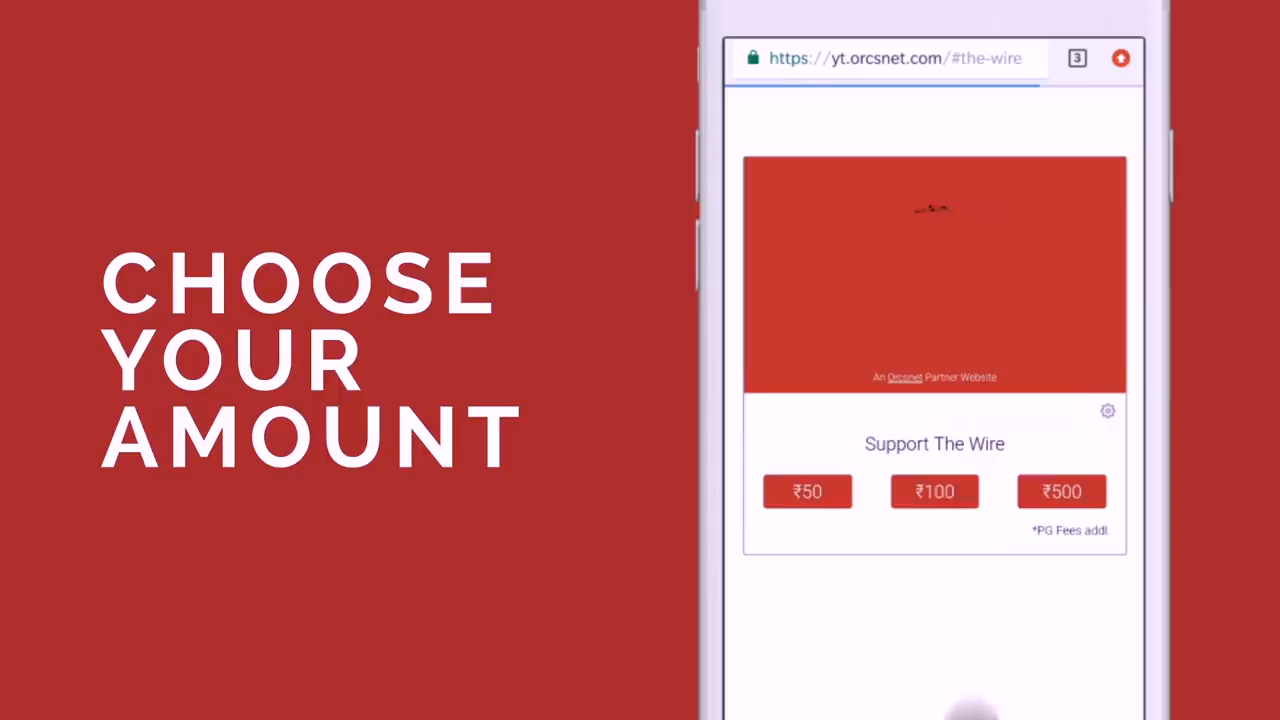 CHOOSE
YOUR
AMOUNT
https://yt.orcsnet.com/#the-wire
3
An Orcsnet Partner Website
Support The Wire
₹50 ₹100 ₹500
*PG Fees addl.